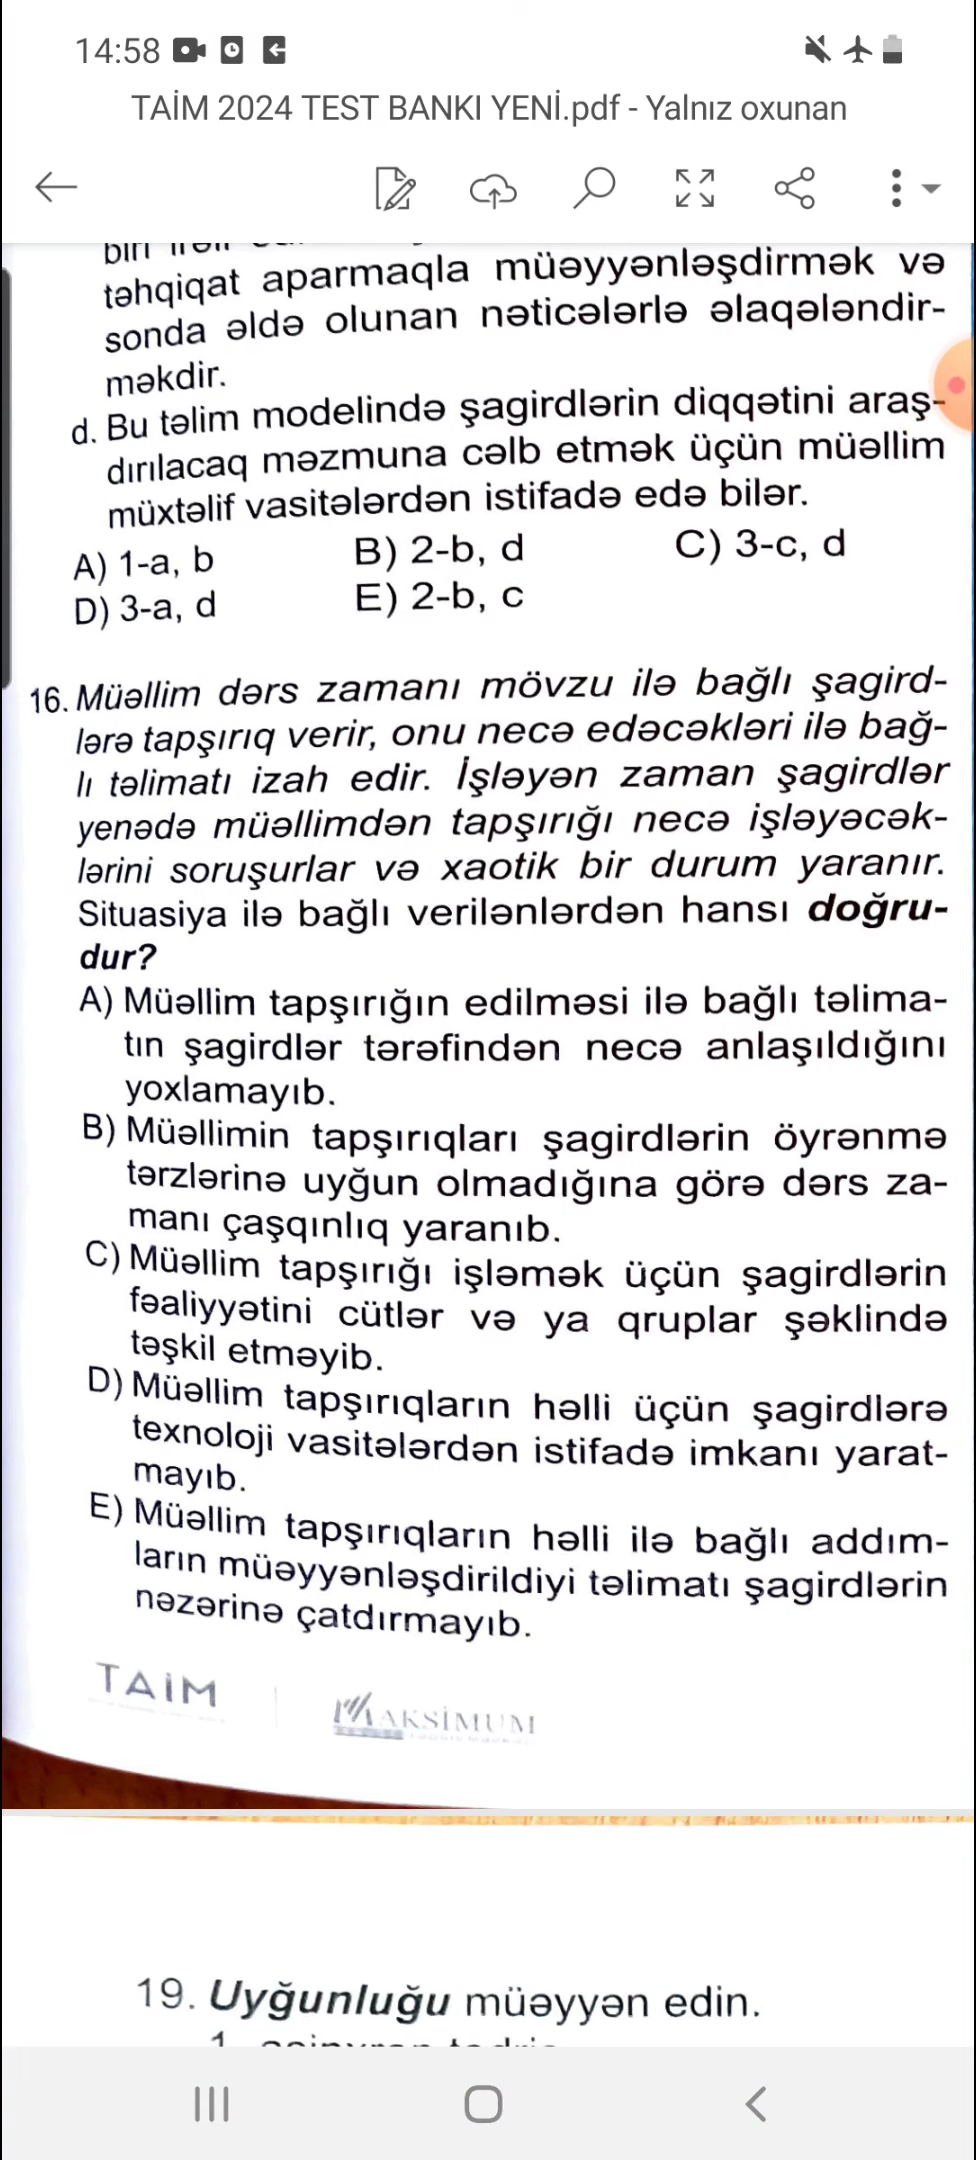 14:58
TAİM 2024 TEST BANKI YENİ.pdf - Yalnız oxunan
təhqiqat aparmaqla müəyyənləşdirmək və
sonda əldə olunan nəticələrlə əlaqələndir-
məkdir.
d. Bu təlim modelində şagirdlərin diqqətini araş-
dırılacaq məzmuna cəlb etmək üçün müəllim
müxtəlif vasitələrdən istifadə edə bilər.
A) 1-a, b B) 2-b, d C) 3-c, d
D) 3-a, d E) 2-b, c
16. Müəllim dərs zamanı mövzu ilə bağlı şagird-
lərə tapşırıq verir, onu necə edəcəkləri ilə bağ-
lı təlimatı izah edir. İşləyən zaman şagirdlər
yenədə müəllimdən tapşırığı necə işləyəcək-
lərini soruşurlar və xaotik bir durum yaranır.
Situasiya ilə bağlı verilənlərdən hansı doğru-
dur?
A) Müəllim tapşırığın edilməsi ilə bağlı təlima-
tın şagirdlər tərəfindən necə anlaşıldığını
yoxlamayıb.
B) Müəllimin tapşırıqları şagirdlərin öyrənmə
tərzlərinə uyğun olmadığına görə dərs za-
manı çaşqınlıq yaranıb.
C) Müəllim tapşırığı işləmək üçün şagirdlərin
fəaliyyətini cütlər və ya qruplar şəklində
təşkil etməyib.
D) Müəllim tapşırıqların həlli üçün şagirdlərə
texnoloji vasitələrdən istifadə imkanı yarat-
mayıb.
E) Müəllim tapşırıqların həlli ilə bağlı addım-
ların müəyyənləşdirildiyi təlimatı şagirdlərin
nəzərinə çatdırmayıb.
TAİM
MAKSİMUM
19. Uyğunluğu müəyyən edin.